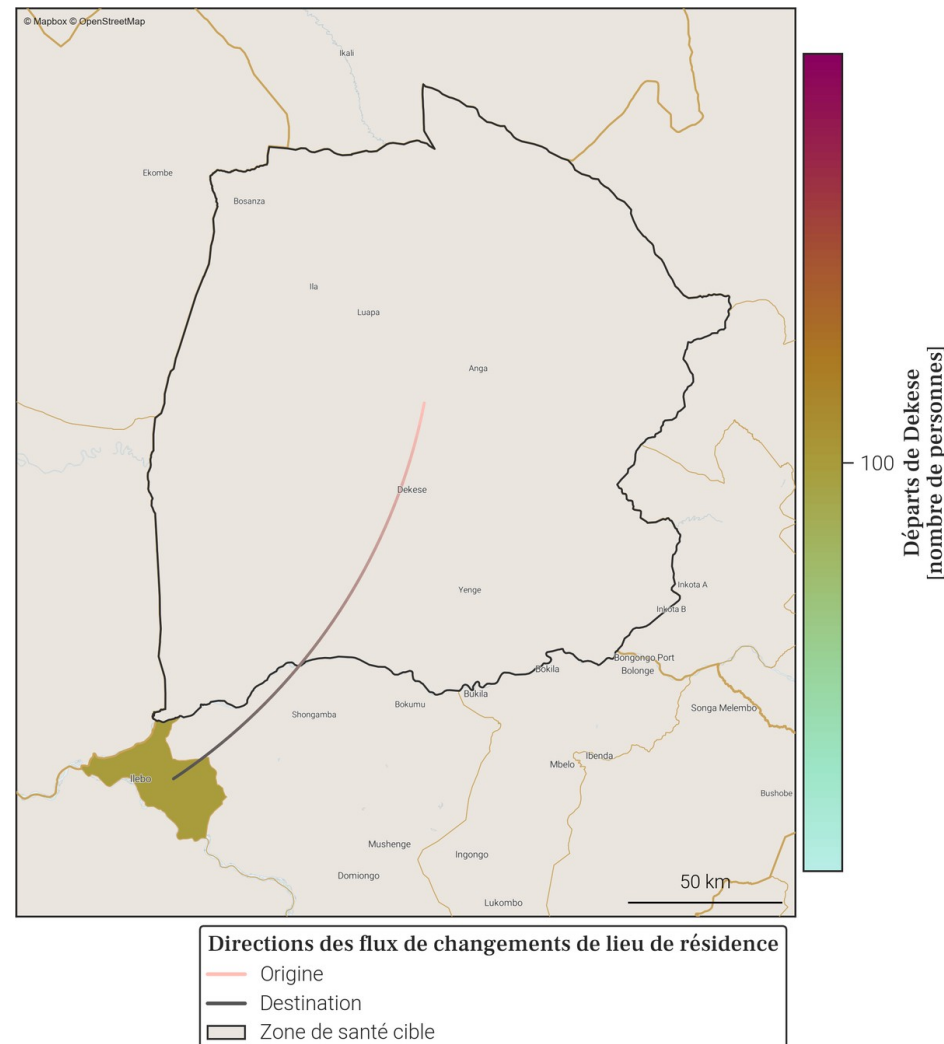 © Mapbox © OpenStreetMap
Ikali
Ekombe
Bosanza
Ila
Luapa
Anga
Dekese
Yenge
Inkota A
Inkota B
Bongongo Port
Bolonge
Bokila
Bukila
Bokumu
Shongamba
Songa Melembo
Ibenda
Mbelo
Ilebo
Bushobe
Mushenge
Ingongo
Domiongo
Lukombo
50 km
100
Départs de Dekese
[nombre de personnes]
Directions des flux de changements de lieu de résidence
Origine
Destination
Zone de santé cible